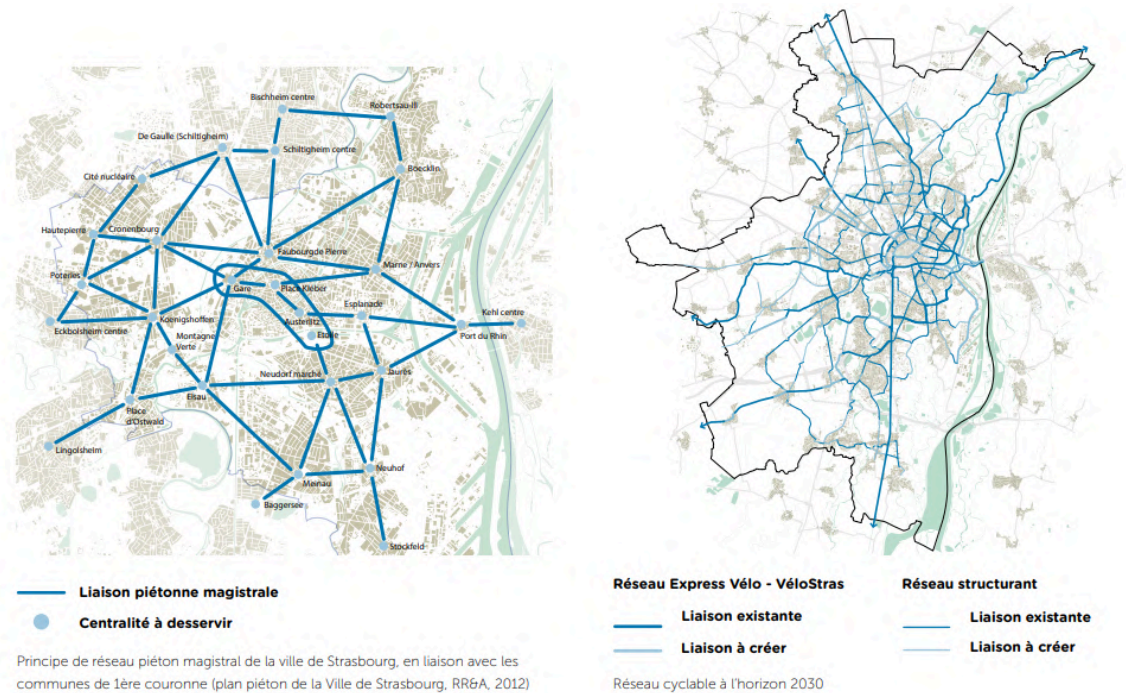 Bischheim centre
Robertsau-III
De Gaulle (Schiltigheim)
Schiltigheim centre
Boecklin
Cité nucléaire
Hautepierre
Cronenbourg
Faubourgde Pierre
Marne / Anvers
Poteries
Gare
Place Kléber
Esplanade
Kehl centre
Eckbolsheim centre
Koenigshoffen
Austerlitz
Etoile
Port du Rhin
Montagne
Verte
Neudorf marché
Jaurès
Elsau
Place
d'Ostwald
Lingolsheim
Meinau
Neuhof
Baggersee
Stockfeld
Liaison piétonne magistrale
Centralité à desservir
Principe de réseau piéton magistral de la ville de Strasbourg, en liaison avec les
communes de 1ère couronne (plan piéton de la Ville de Strasbourg, RR&A, 2012)
Réseau Express Vélo - VéloStras
Liaison existante
Liaison à créer
Réseau structurant
Liaison existante
Liaison à créer
Réseau cyclable à l'horizon 2030